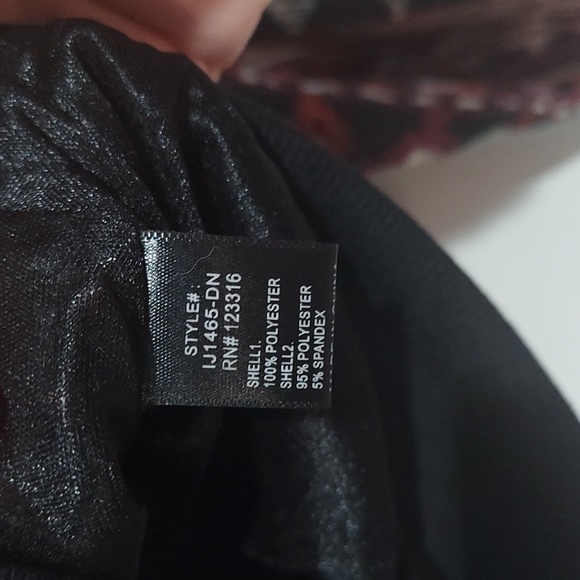 STYLE#:
IJ1465-DN
RN# 123316
SHELL1.
100% POLYESTER
SHELL2.
95% POLYESTER
5% SPANDEX